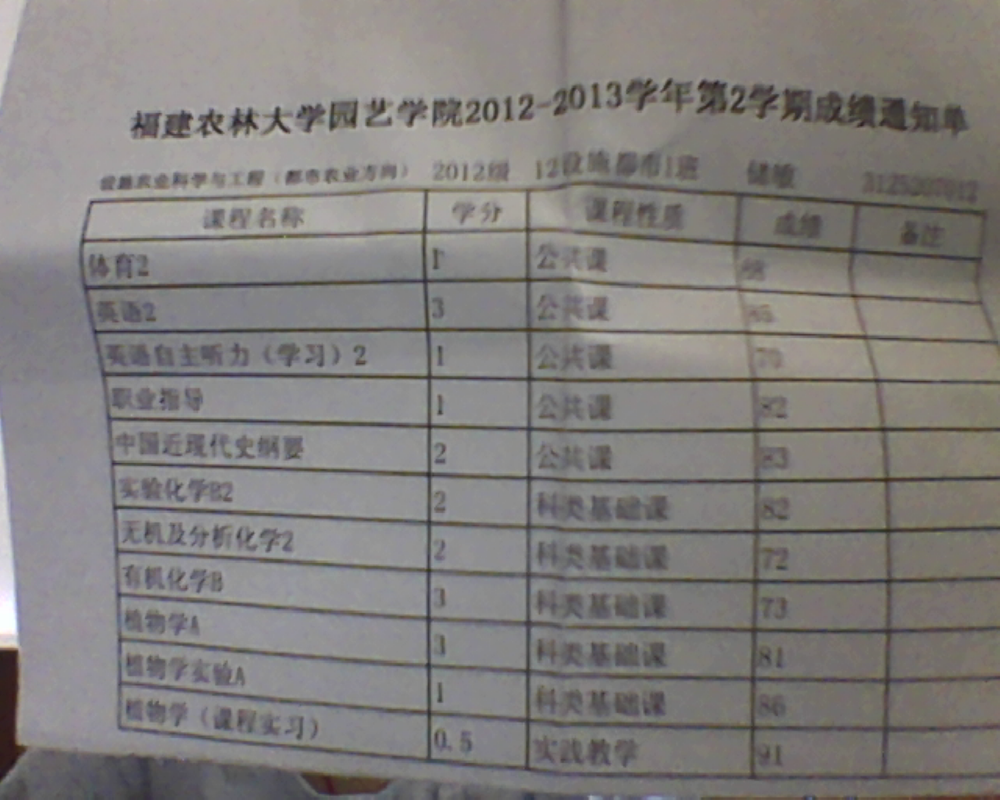 福建农林大学园艺学院2012-2013学年第2学期成绩通知单
设施农业科学与工程（都市农业方向） 2012级 12设施都市1班
课程名称 学分 课程性质 成绩 备注
体育2 1 公共课
英语2 3 公共课 85
英语自主听力（学习）2 1 公共课 70
职业指导 1 公共课 82
中国近现代史纲要 2 公共课 83
实验化学B2 2 科类基础课 82
无机及分析化学2 2 科类基础课 72
有机化学B 3 科类基础课 73
植物学A 3 科类基础课 81
植物学实验A 1 科类基础课 86
植物学（课程实习） 0.5 实践教学 91